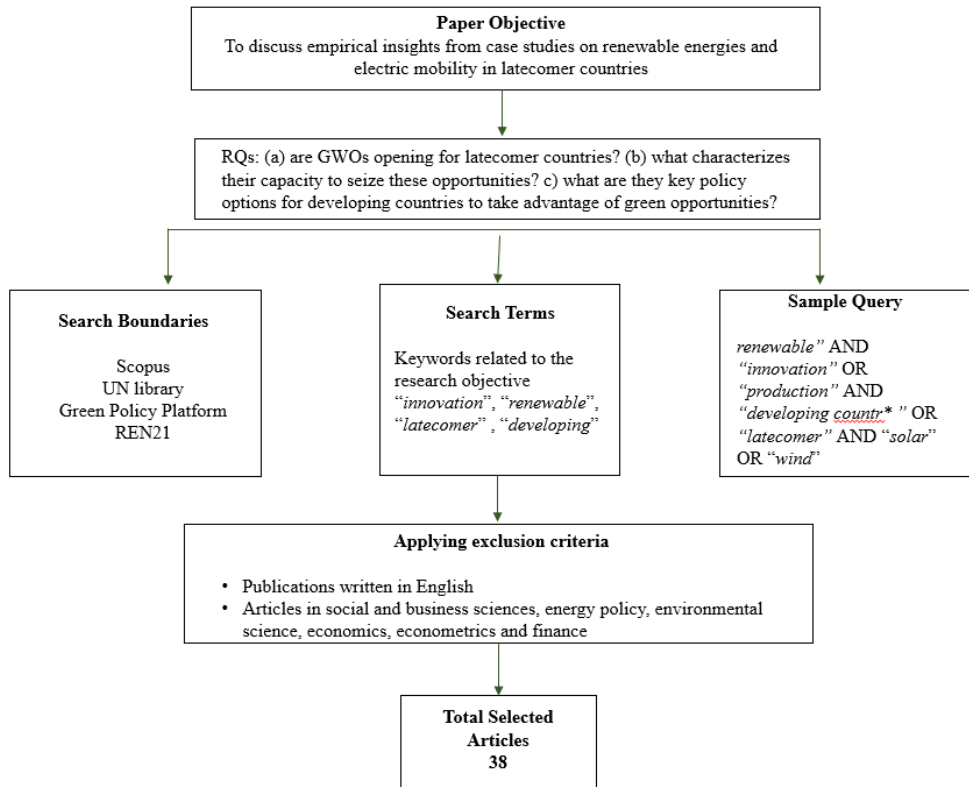 Paper Objective
To discuss empirical insights from case studies on renewable energies and
electric mobility in latecomer countries
RQs: (a) are GWOs opening for latecomer countries? (b) what characterizes
their capacity to seize these opportunities? c) what are they key policy
options for developing countries to take advantage of green opportunities?
Search Boundaries
Scopus
UN library
Green Policy Platform
REN21
Search Terms
Keywords related to the
research objective
“innovation”, “renewable”,
“latecomer” , “developing”
Sample Query
renewable” AND
“innovation” OR
“production” AND
“developing countr* ” OR
“latecomer” AND “solar”
OR “wind”
Applying exclusion criteria
• Publications written in English
• Articles in social and business sciences, energy policy, environmental
science, economics, econometrics and finance
Total Selected
Articles
38